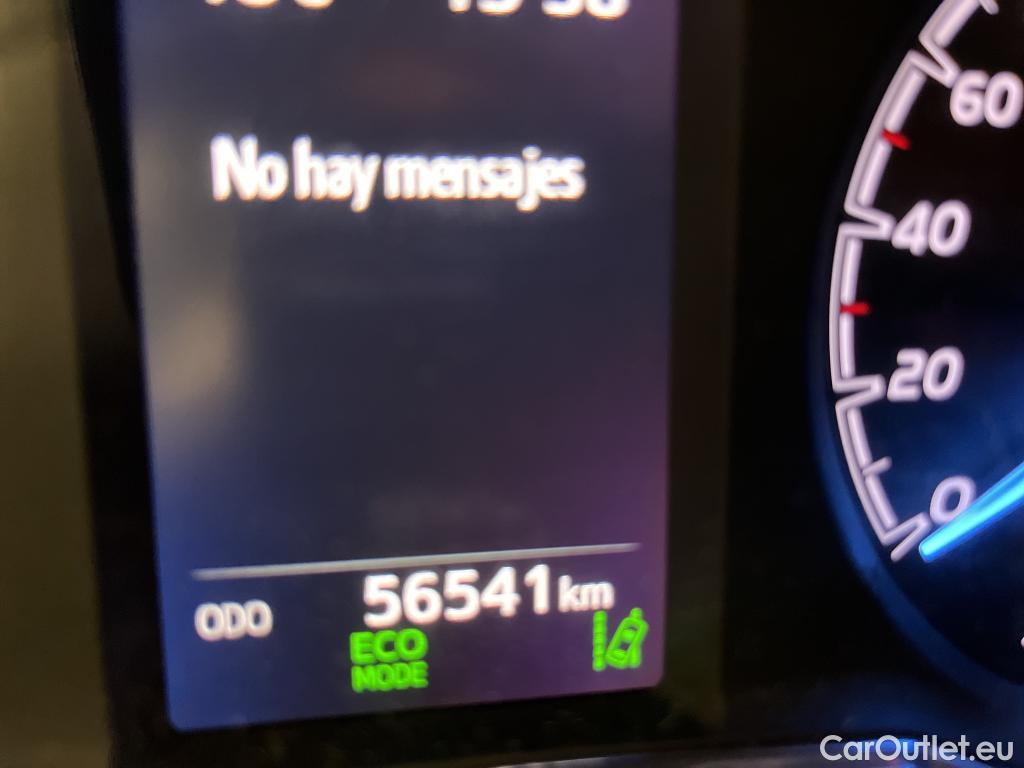 No hay mensajes
ODO 56541 km
ECO
MODE
60
40
20
0
CarOutlet.eu